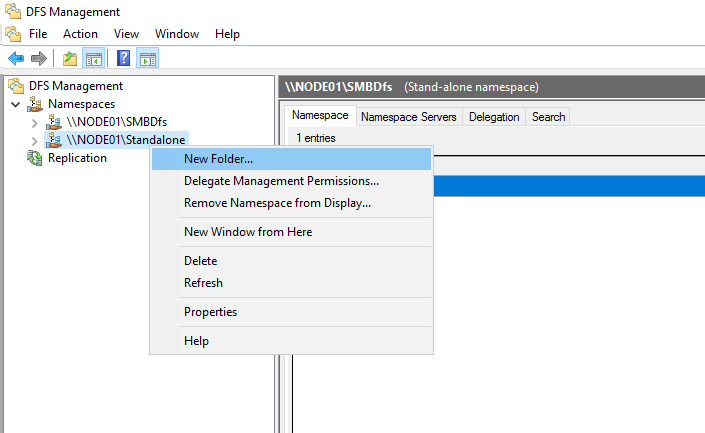 DFS Management
File Action View Window Help
?
DFS Management
Namespaces
\\NODE01\SMBDfs
\\NODE01\Standalone
Replication
\\NODE01\SMBDfs (Stand-alone namespace)
Namespace Namespace Servers Delegation Search
1 entries
New Folder...
Delegate Management Permissions...
Remove Namespace from Display...
New Window from Here
Delete
Refresh
Properties
Help